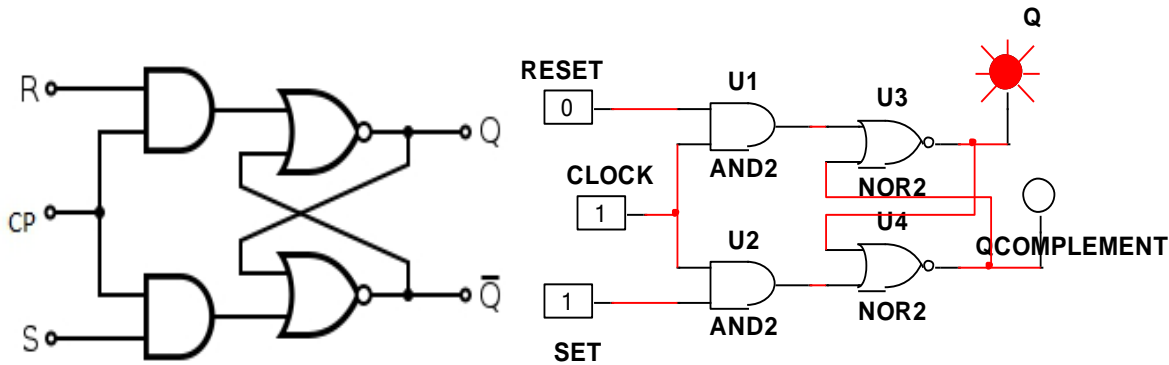 R
Q
CP
Q̅
S
Q
RESET
U1
U3
0
AND2
CLOCK
NOR2
1
U2
U4
QCOMPLEMENT
1
AND2
NOR2
SET